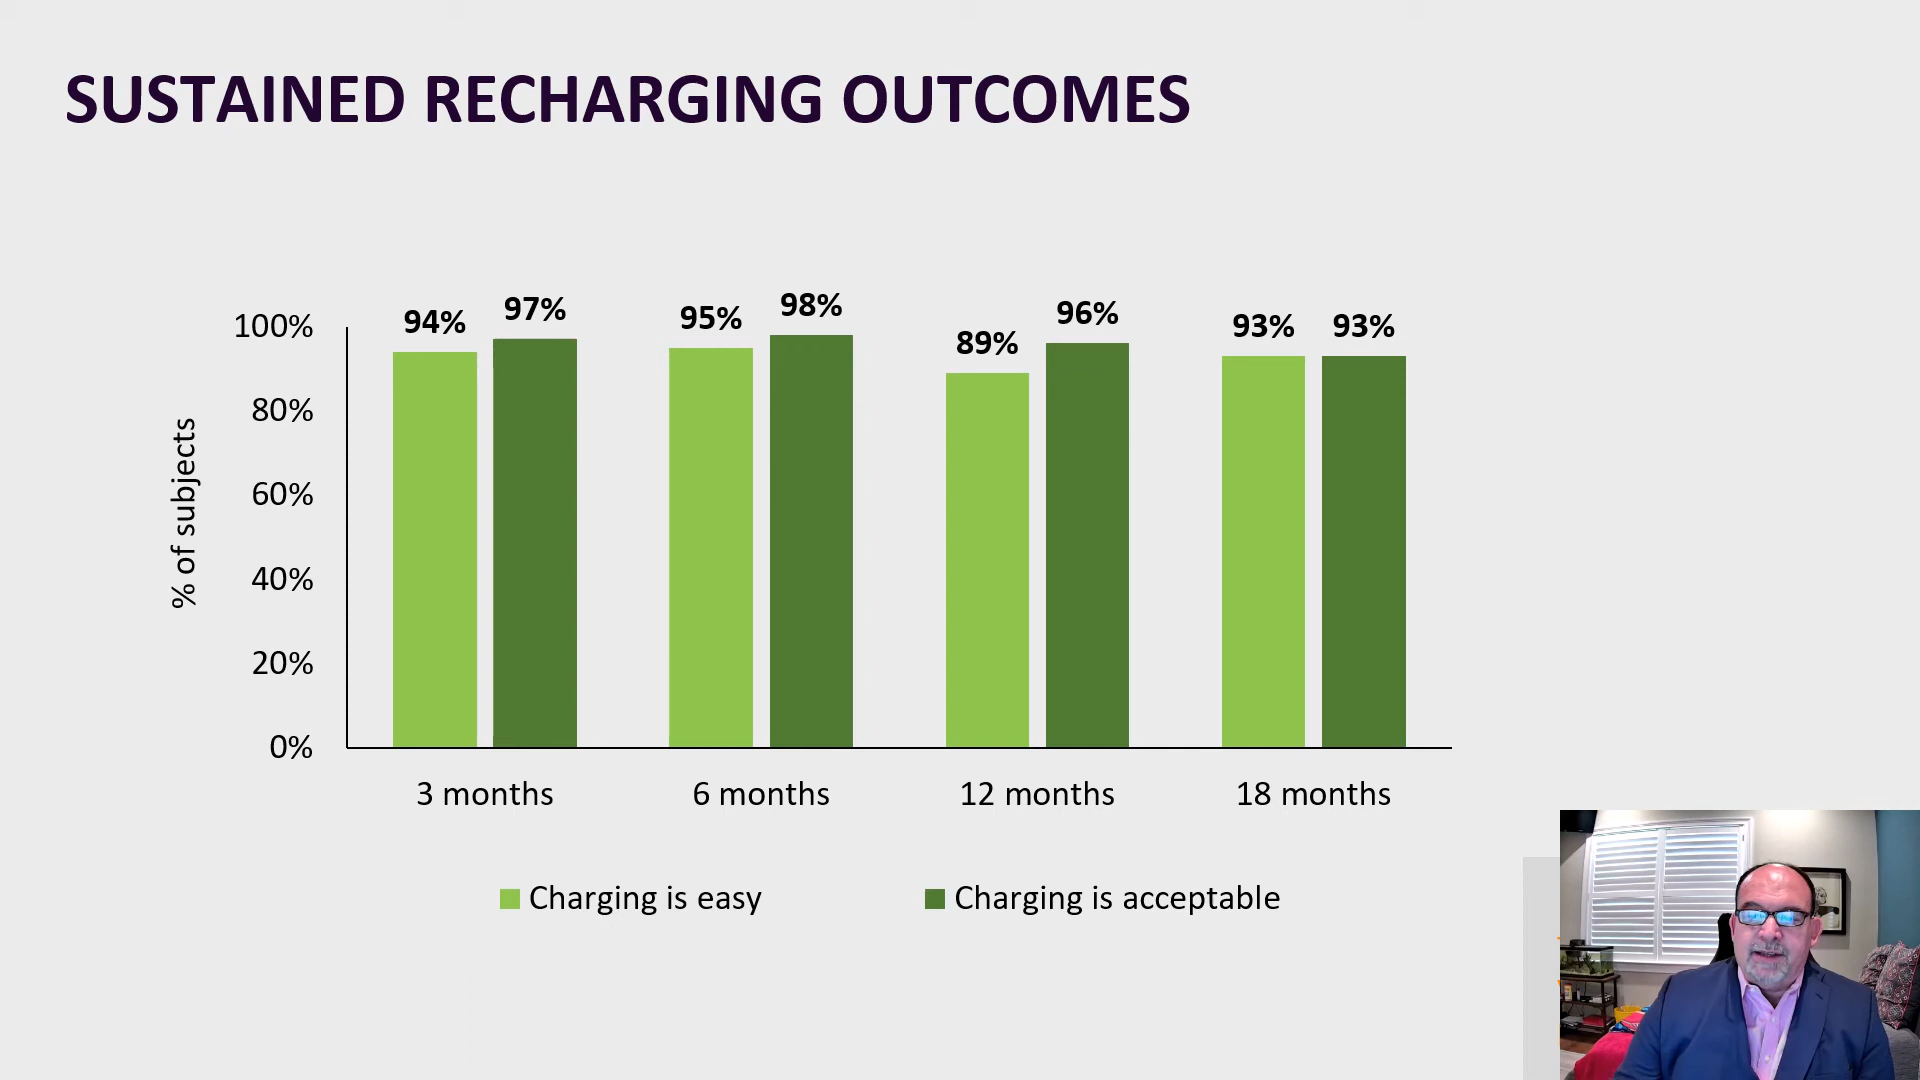 SUSTAINED RECHARGING OUTCOMES
94% 97% 95% 98% 89% 96% 93% 93%
100%
80%
60%
40%
20%
0%
% of subjects
3 months 6 months 12 months 18 months
Charging is easy Charging is acceptable